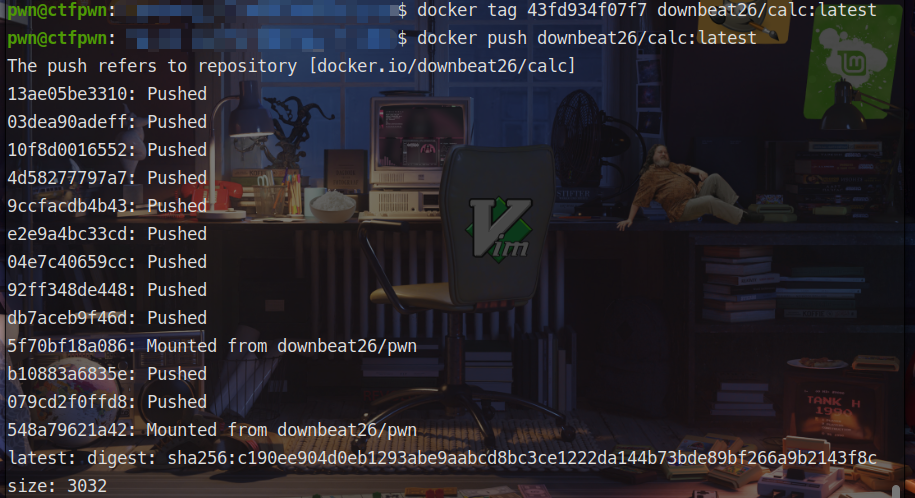 pwn@ctfpwn: $ docker tag 43fd934f07f7 downbeat26/calc:latest
pwn@ctfpwn: $ docker push downbeat26/calc:latest
The push refers to repository [docker.io/downbeat26/calc]
13ae05be3310: Pushed
03dea90adeff: Pushed
10f8d0016552: Pushed
4d58277797a7: Pushed
9ccfacdb4b43: Pushed
e2e9a4bc33cd: Pushed
04e7c40659cc: Pushed
92ff348de448: Pushed
db7aceb9f46d: Pushed
5f70bf18a086: Mounted from downbeat26/pwn
b10883a6835e: Pushed
079cd2f0ffd8: Pushed
548a79621a42: Mounted from downbeat26/pwn
latest: digest: sha256:c190ee904d0eb1293abe9aabcd8bc3ce1222da144b73bde89bf266a9b2143f8c
size: 3032
Vim
TANK H
1980